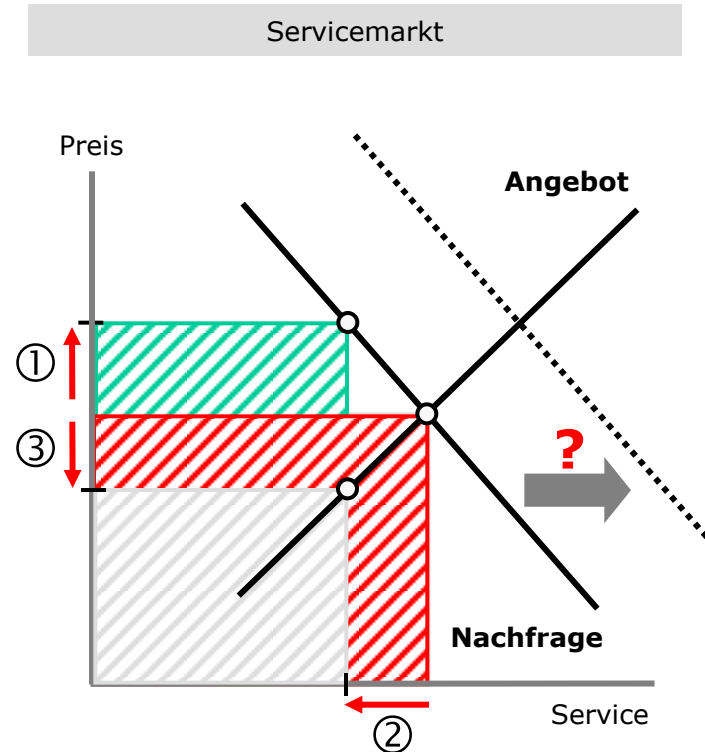 Servicemarkt
Preis
Angebot
①
③
?
Nachfrage
Service
②